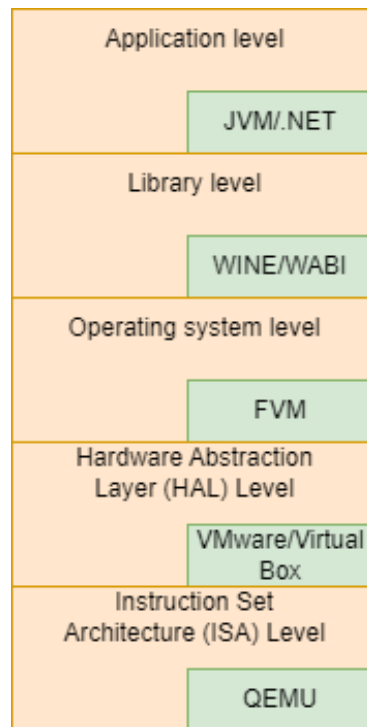 Application level
JVM/.NET
Library level
WINE/WABI
Operating system level
FVM
Hardware Abstraction
Layer (HAL) Level
VMware/Virtual
Box
Instruction Set
Architecture (ISA) Level
QEMU